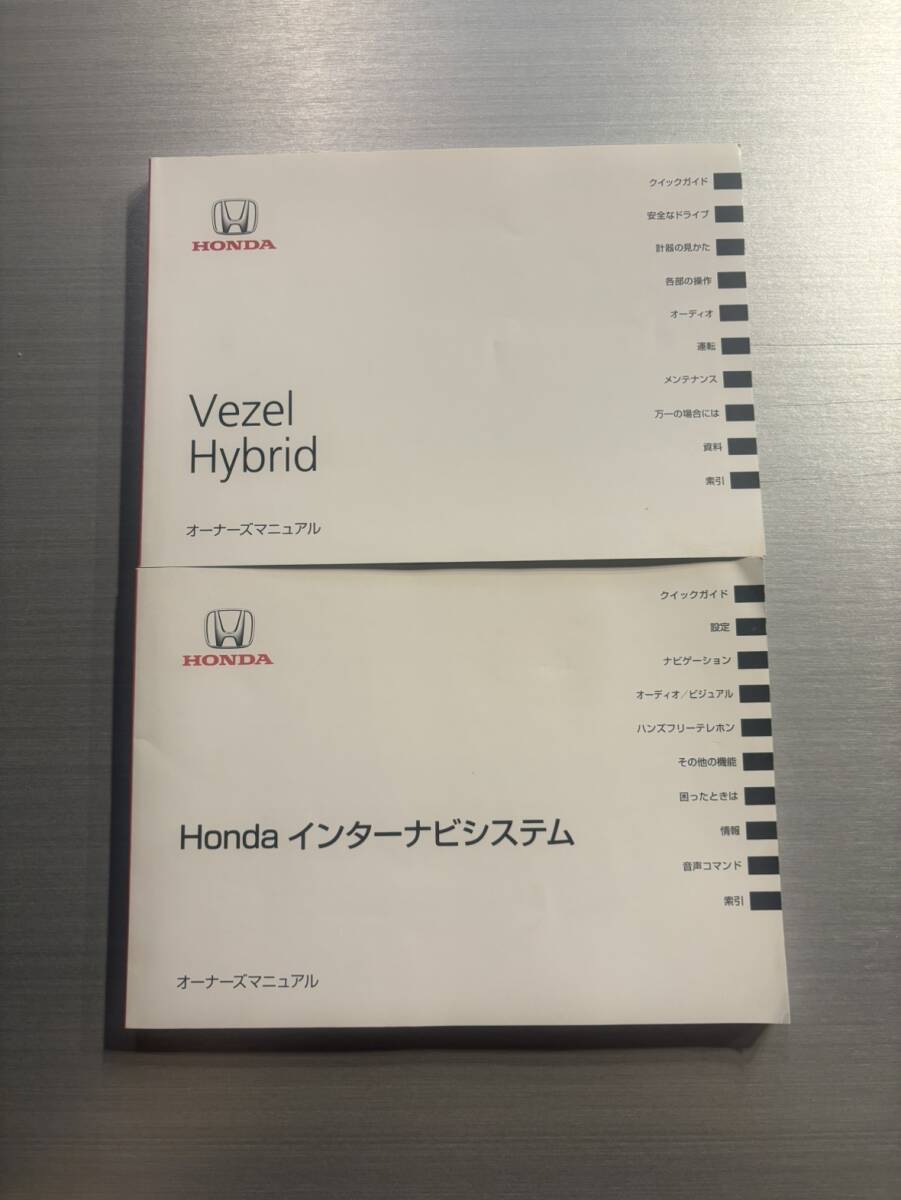 HONDA
クイックガイド
安全なドライブ
計器の見かた
各部の操作
オーディオ
運転
メンテナンス
万一の場合には
資料
索引
Vezel
Hybrid
オーナーズマニュアル
HONDA
クイックガイド
設定
ナビゲーション
オーディオ/ビジュアル
ハンズフリーテレホン
その他の機能
困ったときは
情報
音声コマンド
索引
Honda インターナビシステム
オーナーズマニュアル